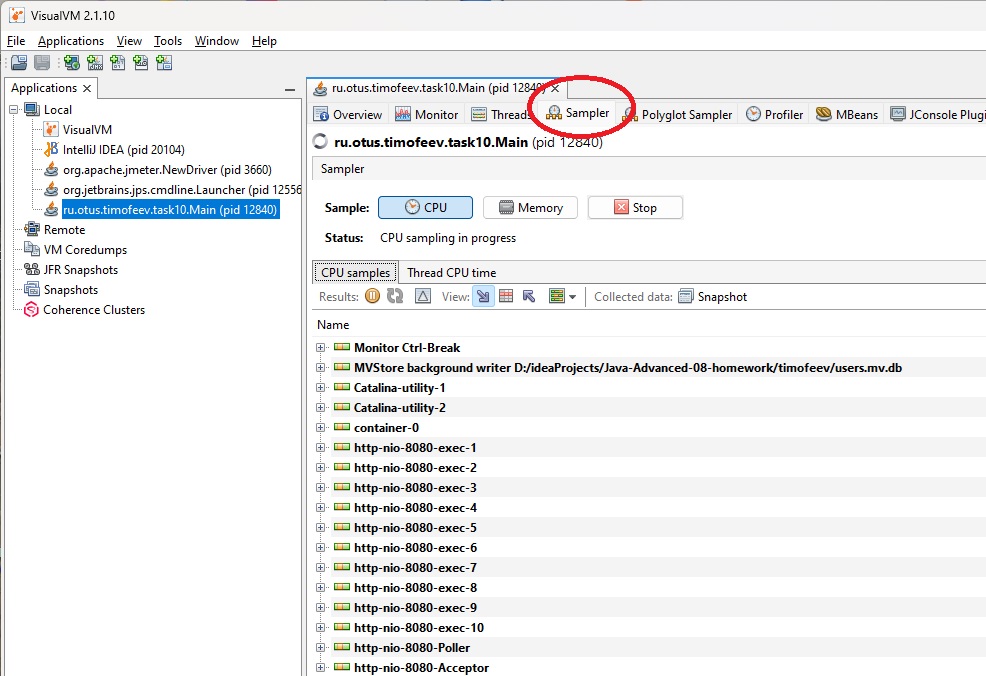 VisualVM 2.1.10
File Applications View Tools Window Help
Applications
Local
VisualVM
IntelliJ IDEA (pid 20104)
org.apache.jmeter.NewDriver (pid 3660)
org.jetbrains.jps.cmdline.Launcher (pid 12556
ru.otus.timofeev.task10.Main (pid 12840)
Remote
VM Coredumps
JFR Snapshots
Snapshots
Coherence Clusters
ru.otus.timofeev.task10.Main (pid 12840)
Overview Monitor Threads Sampler Polyglot Sampler Profiler MBeans JConsole Plugi
ru.otus.timofeev.task10.Main (pid 12840)
Sampler
Sample: CPU Memory Stop
Status: CPU sampling in progress
CPU samples Thread CPU time
Results: View: Collected data: Snapshot
Name
Monitor Ctrl-Break
MVStore background writer D:/ideaProjects/Java-Advanced-08-homework/timofeev/users.mv.db
Catalina-utility-1
Catalina-utility-2
container-0
http-nio-8080-exec-1
http-nio-8080-exec-2
http-nio-8080-exec-3
http-nio-8080-exec-4
http-nio-8080-exec-5
http-nio-8080-exec-6
http-nio-8080-exec-7
http-nio-8080-exec-8
http-nio-8080-exec-9
http-nio-8080-exec-10
http-nio-8080-Poller
http-nio-8080-Acceptor